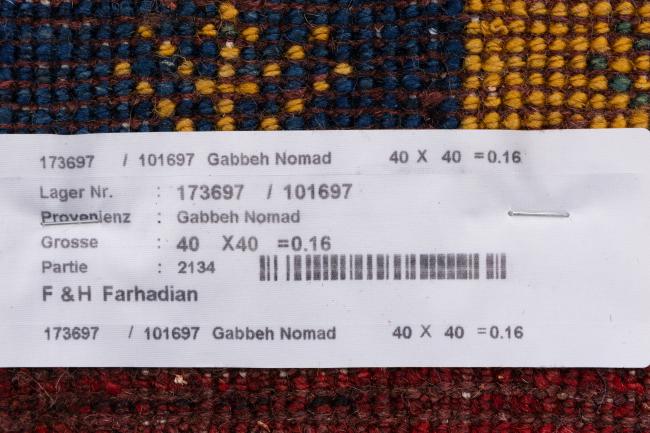 173697 / 101697 Gabbeh Nomad 40 X 40 =0.16
Lager Nr. : 173697 / 101697
Provenienz : Gabbeh Nomad
Grosse : 40 X40 =0.16
Partie : 2134
F &H Farhadian
173697 / 101697 Gabbeh Nomad 40 X 40 =0.16